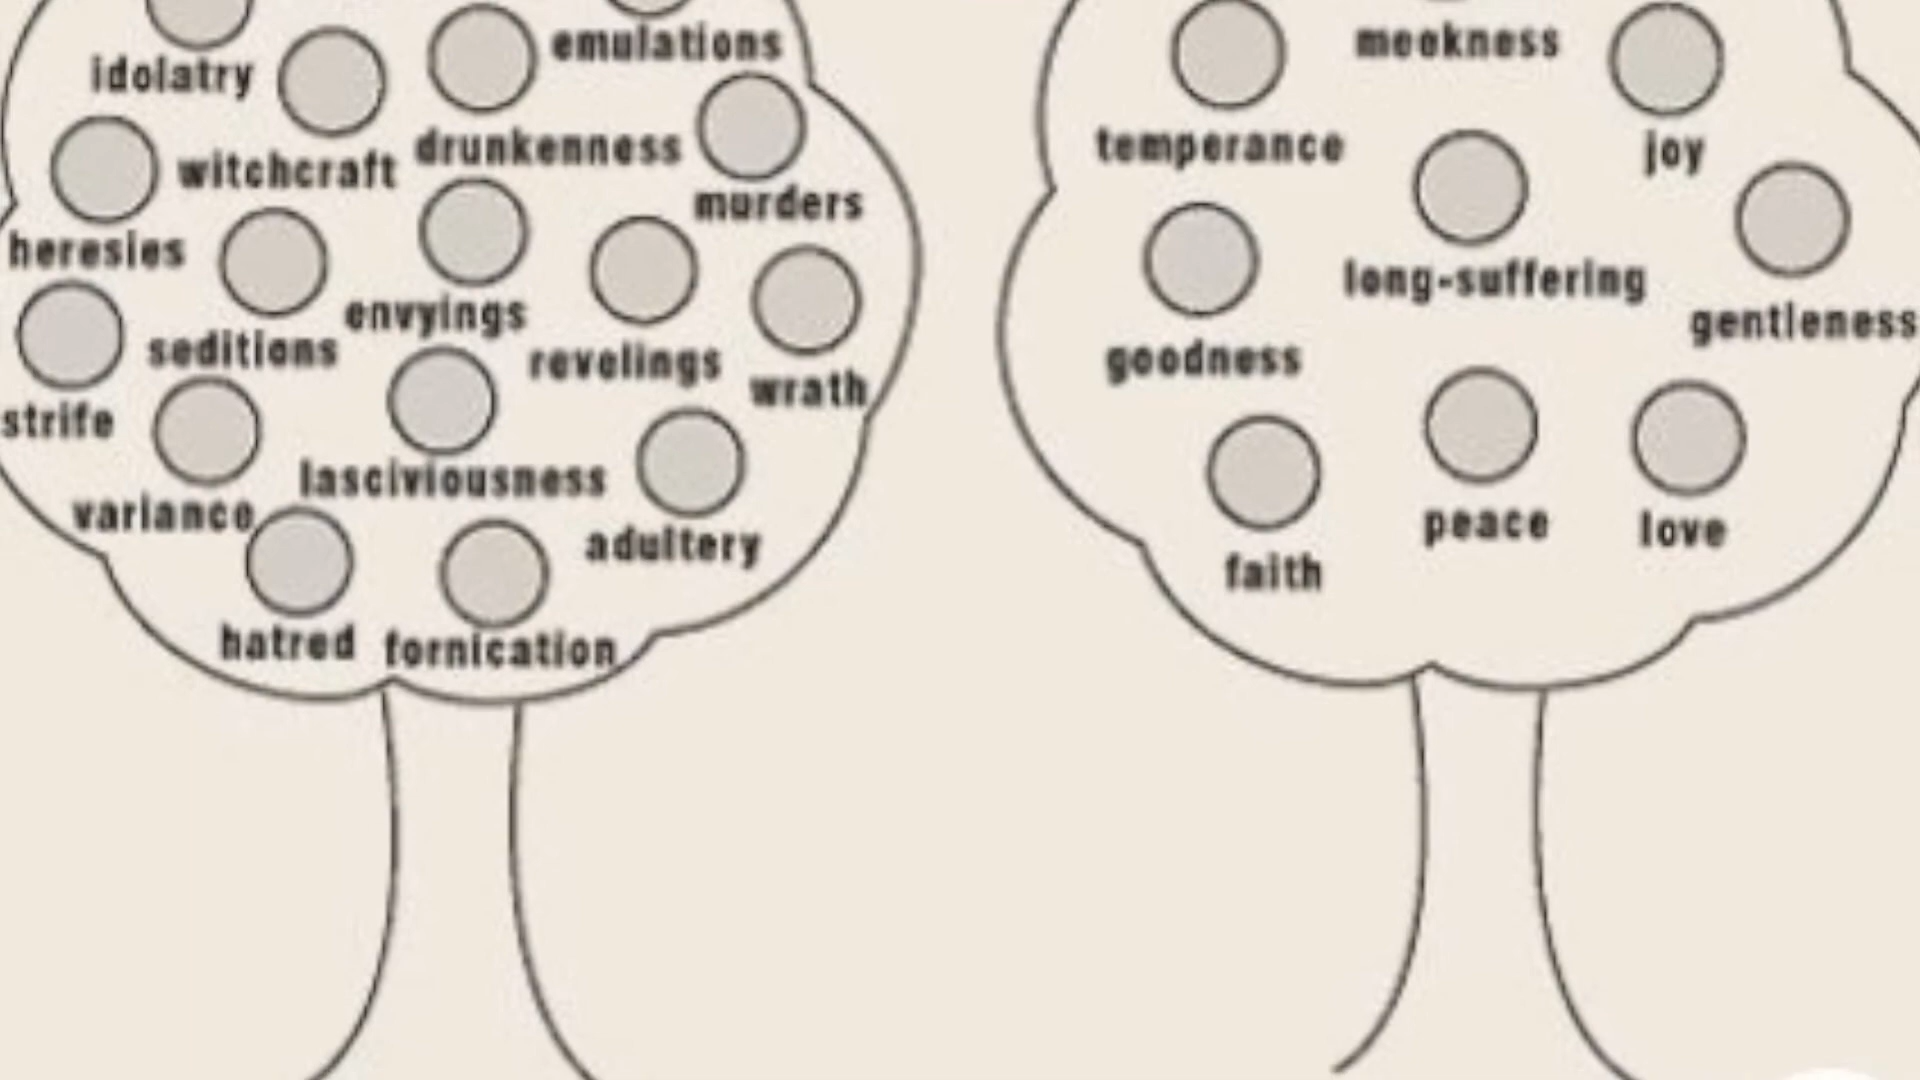 emulations
idolatry
drunkenness
witchcraft
murders
heresies
envyings
seditions
revelings
wrath
strife
lasciviousness
variance
adultery
hatred
fornication
meekness
temperance
joy
long-suffering
gentleness
goodness
peace
love
faith